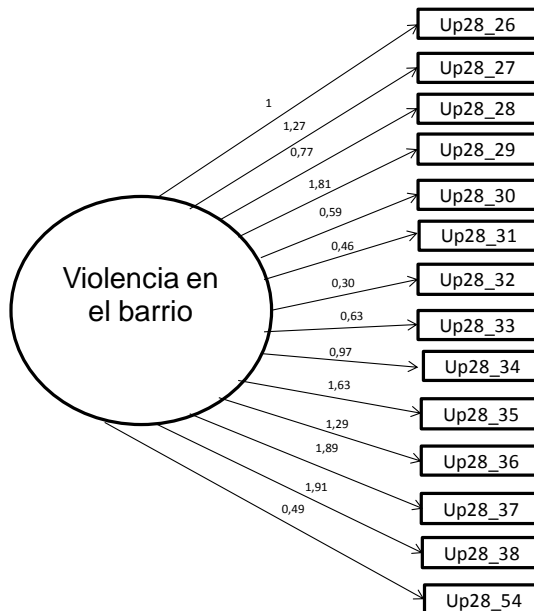 Up28_26
Up28_27
Up28_28
Up28_29
Up28_30
Up28_31
Up28_32
Up28_33
Up28_34
Up28_35
Up28_36
Up28_37
Up28_38
Up28_54
1
1,27
0,77
1,81
0,59
0,46
0,30
0,63
0,97
1,63
1,29
1,89
1,91
0,49
Violencia en
el barrio